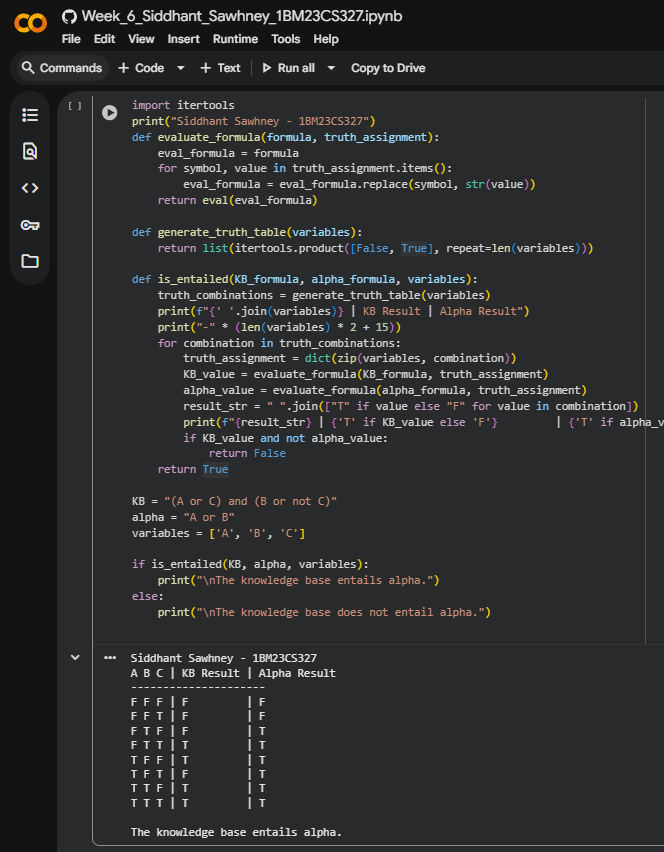 Week_6_Siddhant_Sawhney_1BM23CS327.ipynb
File Edit View Insert Runtime Tools Help
Commands + Code + Text Run all Copy to Drive
[ ]
import itertools
print("Siddhant Sawhney - 1BM23CS327")
def evaluate_formula(formula, truth_assignment):
    eval_formula = formula
    for symbol, value in truth_assignment.items():
        eval_formula = eval_formula.replace(symbol, str(value))
    return eval(eval_formula)

def generate_truth_table(variables):
    return list(itertools.product([False, True], repeat=len(variables)))

def is_entailed(KB_formula, alpha_formula, variables):
    truth_combinations = generate_truth_table(variables)
    print(f"{' '.join(variables)} | KB Result | Alpha Result")
    print("-" * (len(variables) * 2 + 15))
    for combination in truth_combinations:
        truth_assignment = dict(zip(variables, combination))
        KB_value = evaluate_formula(KB_formula, truth_assignment)
        alpha_value = evaluate_formula(alpha_formula, truth_assignment)
        result_str = " ".join(["T" if value else "F" for value in combination])
        print(f"{result_str} | {'T' if KB_value else 'F'}         | {'T' if alpha_v
        if KB_value and not alpha_value:
            return False
    return True

KB = "(A or C) and (B or not C)"
alpha = "A or B"
variables = ['A', 'B', 'C']

if is_entailed(KB, alpha, variables):
    print("\nThe knowledge base entails alpha.")
else:
    print("\nThe knowledge base does not entail alpha.")

Siddhant Sawhney - 1BM23CS327
A B C | KB Result | Alpha Result
---------------------
F F F | F         | F
F F T | F         | F
F T F | F         | T
F T T | T         | T
T F F | T         | T
T F T | F         | T
T T F | T         | T
T T T | T         | T

The knowledge base entails alpha.